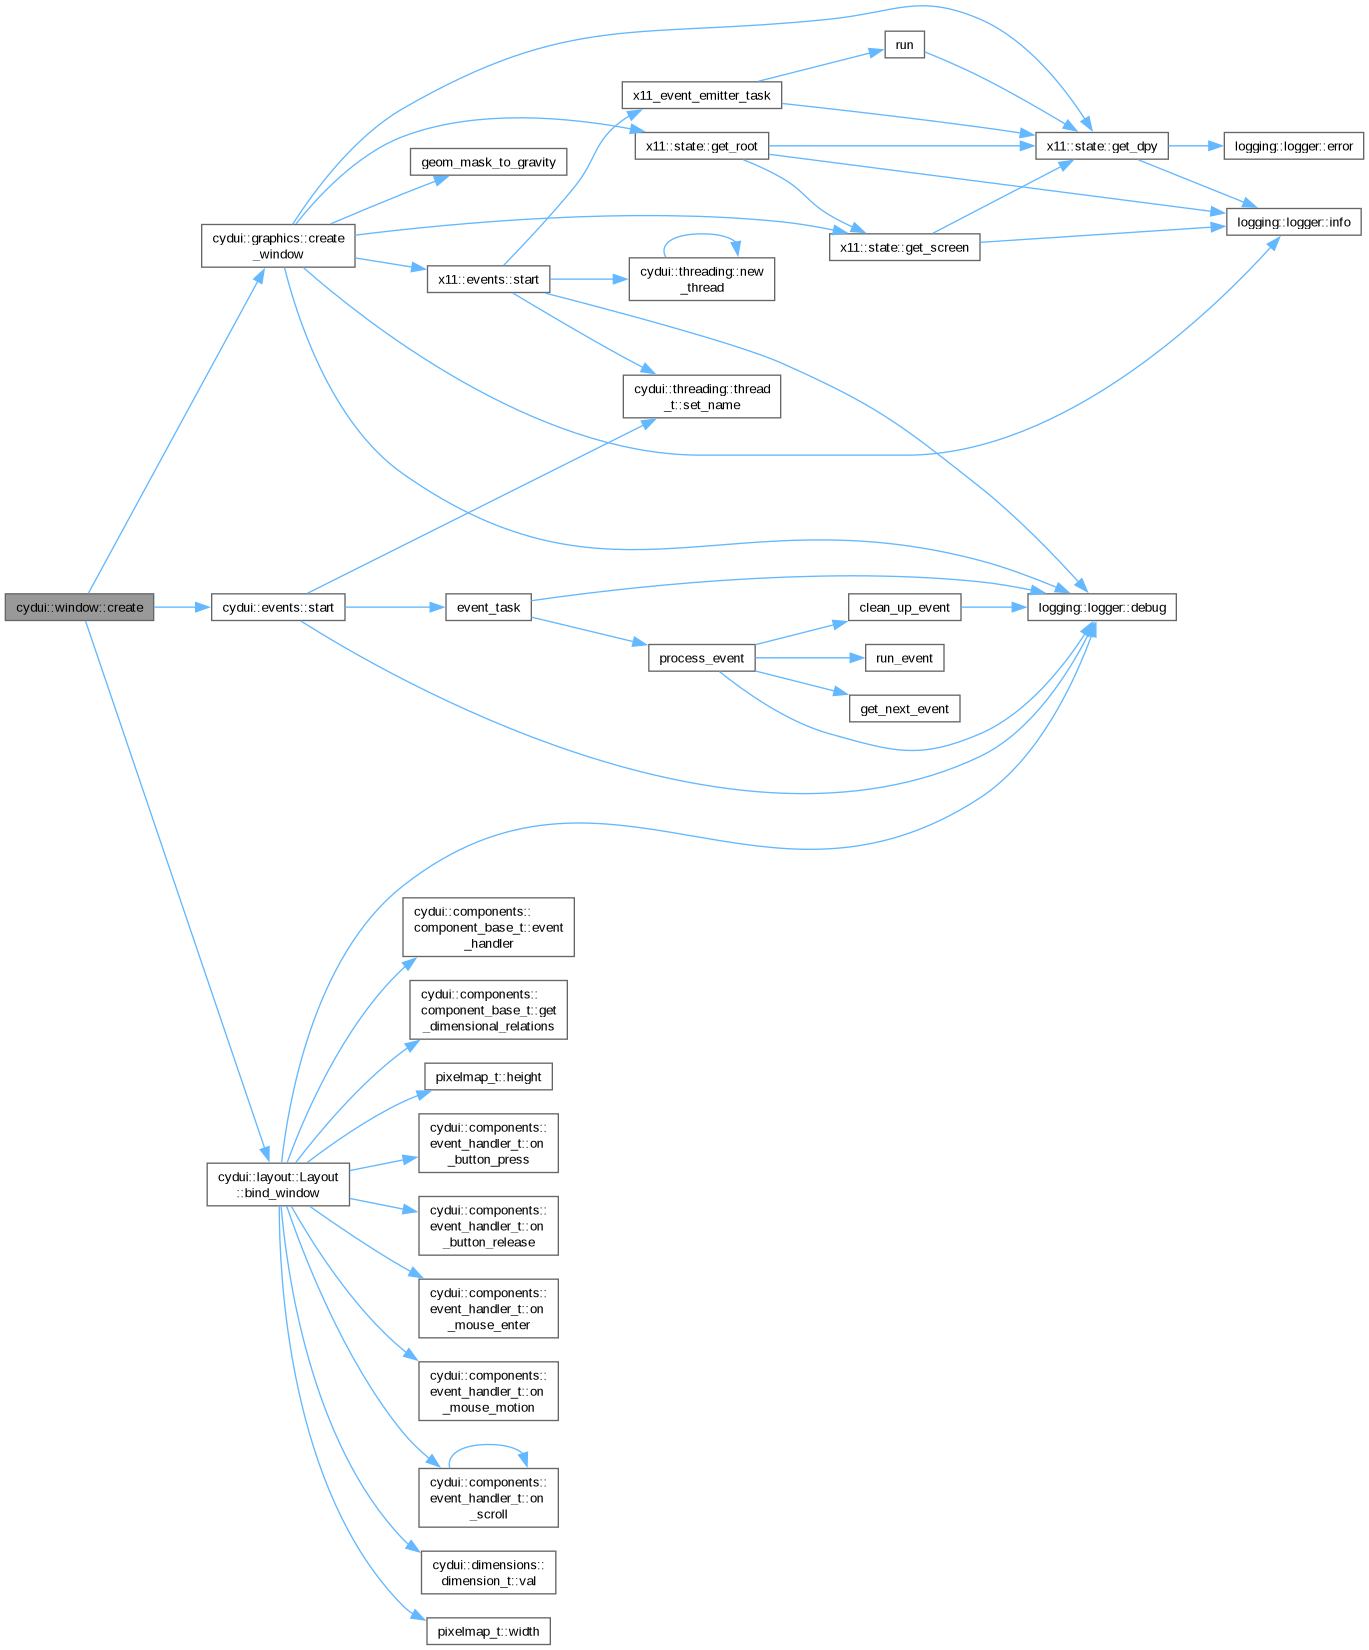 run
x11_event_emitter_task
x11::state::get_root
x11::state::get_dpy
logging::logger::error
geom_mask_to_gravity
logging::logger::info
cydui::graphics::create
_window
x11::state::get_screen
x11::events::start
cydui::threading::new
_thread
cydui::threading::thread
_t::set_name
cydui::window::create
cydui::events::start
event_task
clean_up_event
logging::logger::debug
process_event
run_event
get_next_event
cydui::components::
component_base_t::event
_handler
cydui::components::
component_base_t::get
_dimensional_relations
pixelmap_t::height
cydui::components::
event_handler_t::on
_button_press
cydui::layout::Layout
::bind_window
cydui::components::
event_handler_t::on
_button_release
cydui::components::
event_handler_t::on
_mouse_enter
cydui::components::
event_handler_t::on
_mouse_motion
cydui::components::
event_handler_t::on
_scroll
cydui::dimensions::
dimension_t::val
pixelmap_t::width